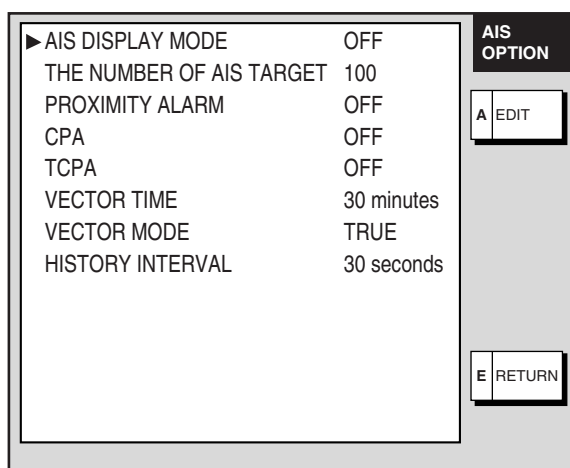 ▶AIS DISPLAY MODE OFF
THE NUMBER OF AIS TARGET 100
PROXIMITY ALARM OFF
CPA OFF
TCPA OFF
VECTOR TIME 30 minutes
VECTOR MODE TRUE
HISTORY INTERVAL 30 seconds
AIS
OPTION
A EDIT
E RETURN